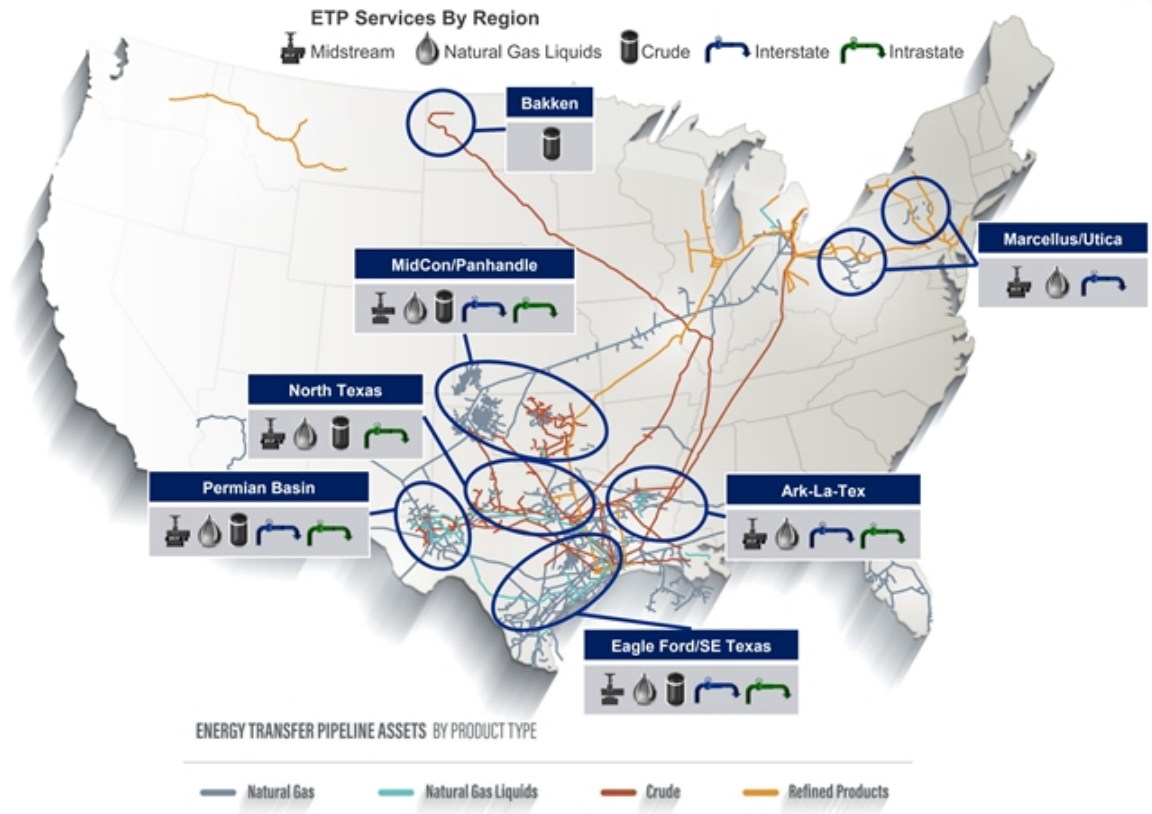 ETP Services By Region
Midstream Natural Gas Liquids Crude Interstate Intrastate
Bakken
Marcellus/Utica
MidCon/Panhandle
North Texas
Permian Basin
Ark-La-Tex
Eagle Ford/SE Texas
ENERGY TRANSFER PIPELINE ASSETS BY PRODUCT TYPE
Natural Gas Natural Gas Liquids Crude Refined Products